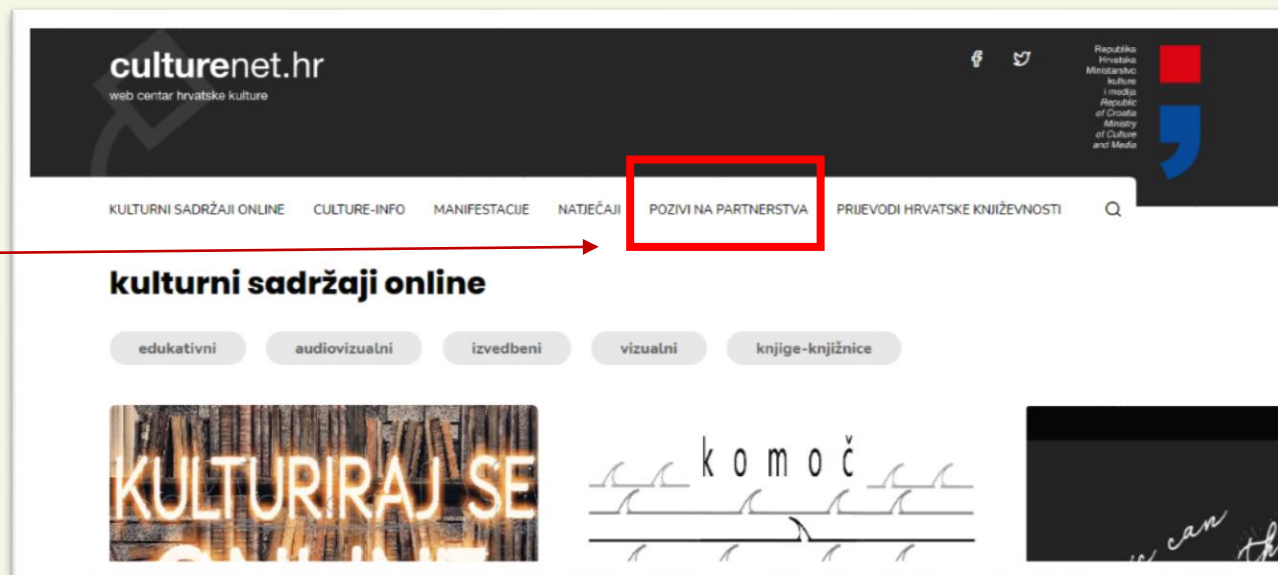 culturenet.hr
web centar hrvatske kulture
Republika
Hrvatska
Ministarstvo
kulture
i medija
Republic
of Croatia
Ministry
of Culture
and Media
KULTURNI SADRŽAJI ONLINE CULTURE-INFO MANIFESTACIJE NATJEČAJI POZIVI NA PARTNERSTVA PRIJEVODI HRVATSKE KNJIŽEVNOSTI
kulturni sadržaji online
edukativni audiovizualni izvedbeni vizualni knjige-knjižnice
KULTURIRAJ SE
ONLINE
komoč
can